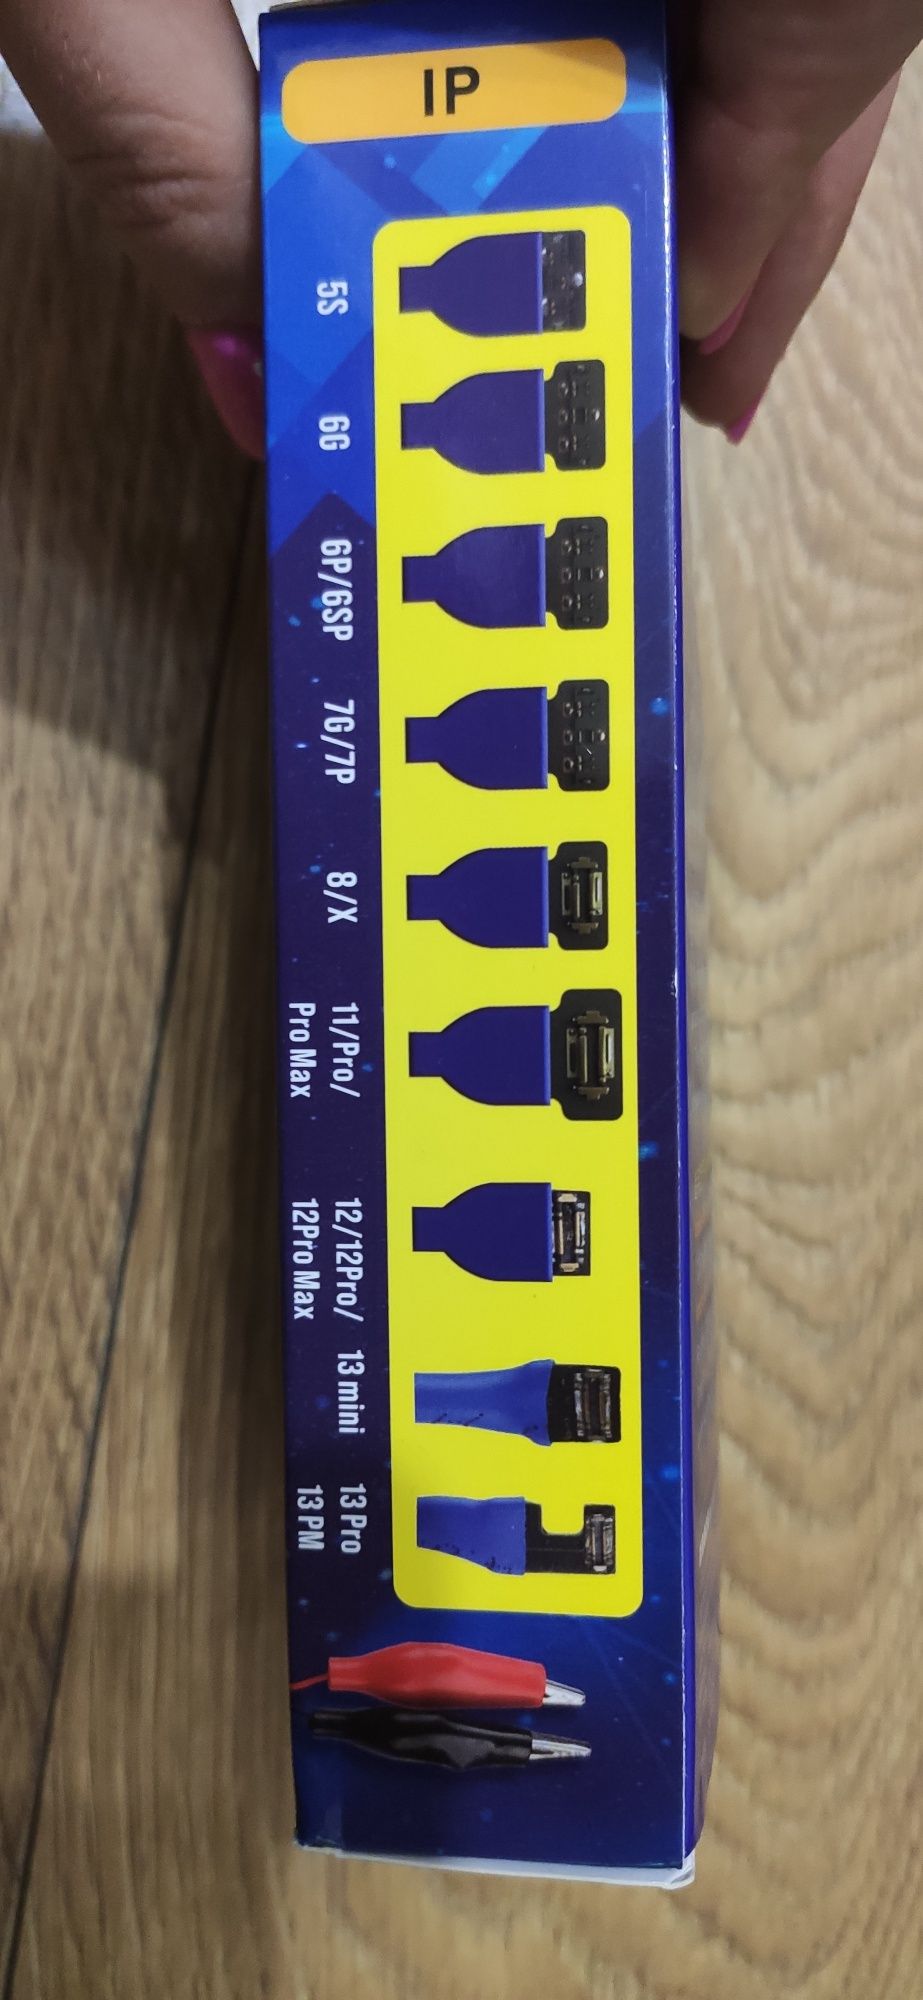 IP
5S
6G
6P/6SP
7G/7P
8/X
11/Pro/
Pro Max
12/12Pro/
12Pro Max
13 mini
13 Pro
13 PM